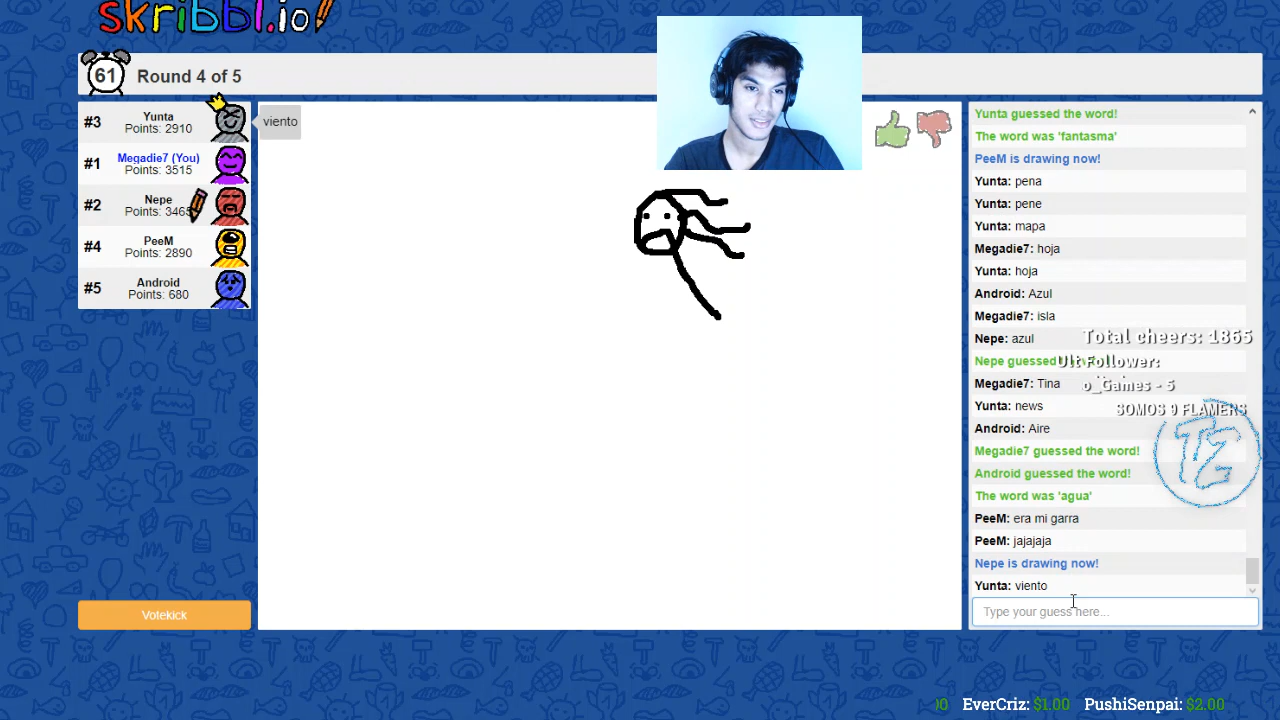 skribbl.io
61
Round 4 of 5
#3
Yunta
Points: 2910
viento
#1
Megadie7 (You)
Points: 3515
#2
Nepe
Points: 3465
#4
PeeM
Points: 2890
#5
Android
Points: 680
Votekick
Yunta guessed the word!
The word was 'fantasma'
PeeM is drawing now!
Yunta: pena
Yunta: pene
Yunta: mapa
Megadie7: hoja
Yunta: hoja
Android: Azul
Megadie7: isla
Nepe: azul
Total cheers: 1865
Nepe guessed
Ult Follower:
Megadie7: Tina
o_Games - 5
Yunta: news
SOMOS 9 FLAMERS
Android: Aire
Megadie7 guessed the word!
Android guessed the word!
The word was 'agua'
PeeM: era mi garra
PeeM: jajajaja
Nepe is drawing now!
Yunta: viento
Type your guess here...
EverCriz: $1.00 PushiSenpai: $2.00